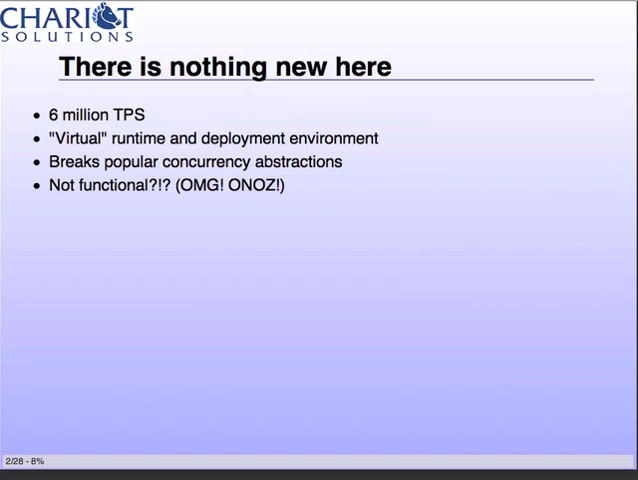 CHARIOT
SOLUTIONS
There is nothing new here
• 6 million TPS
• "Virtual" runtime and deployment environment
• Breaks popular concurrency abstractions
• Not functional?!? (OMG! ONOZ!)
2/28 - 8%